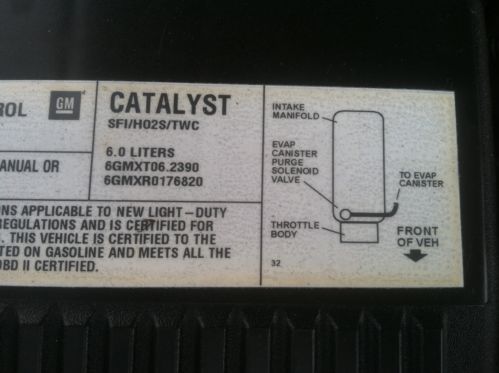 ROL GM
CATALYST
SFI/HO2S/TWC
ANUAL OR
6.0 LITERS
6GMXT06.2390
6GMXR0176820
NS APPLICABLE TO NEW LIGHT-DUTY
REGULATIONS AND IS CERTIFIED FOR
. THIS VEHICLE IS CERTIFIED TO THE
TED ON GASOLINE AND MEETS ALL THE
OBD II CERTIFIED.
INTAKE
MANIFOLD
EVAP
CANISTER
PURGE
SOLENOID
VALVE
TO EVAP
CANISTER
THROTTLE
BODY
FRONT
OF VEH
32